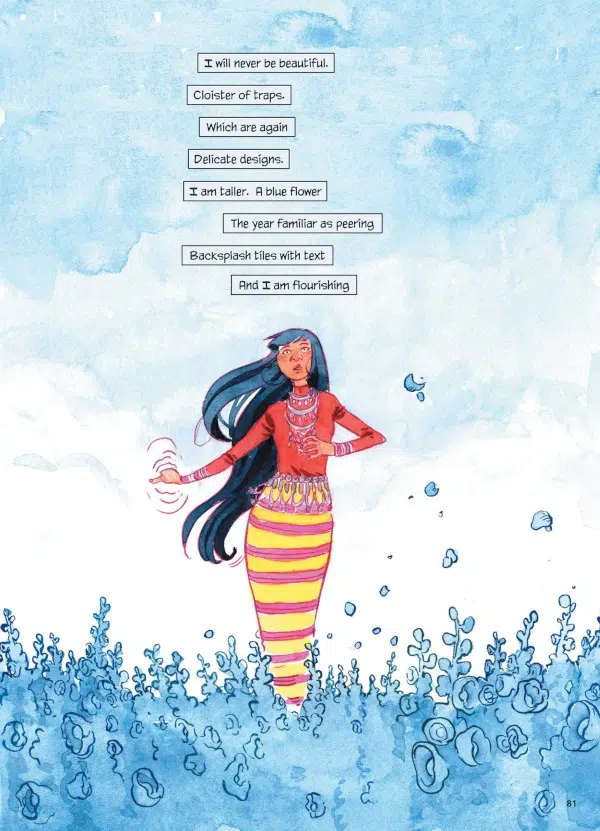 I will never be beautiful.
Cloister of traps.
Which are again
Delicate designs.
I am taller. A blue flower
The year familiar as peering
Backsplash tiles with text
And I am flourishing
81